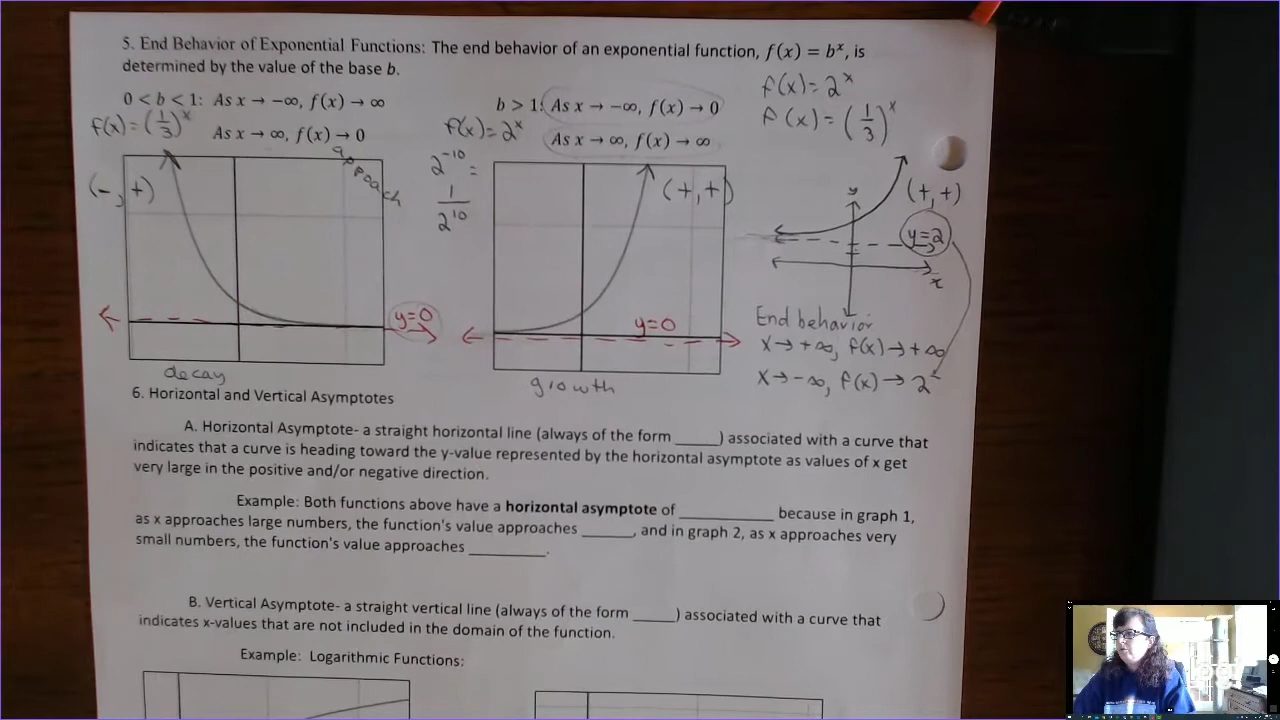 5. End Behavior of Exponential Functions: The end behavior of an exponential function, f(x) = bˣ, is
determined by the value of the base b.
f(x) = 2ˣ
f(x) = (1/3)ˣ
0 < b < 1: As x → −∞, f(x) → ∞
f(x) = (1/3)ˣ
As x → ∞, f(x) → 0
approach
b > 1: As x → −∞, f(x) → 0
f(x) = 2ˣ
As x → ∞, f(x) → ∞
(-, +)
y=0
decay
2⁻¹⁰ =
1
2¹⁰
(+, +)
y=0
growth
y
(+, +)
y=2
x
End behavior
x → +∞, f(x) → +∞
x → -∞, f(x) → 2
6. Horizontal and Vertical Asymptotes
A. Horizontal Asymptote- a straight horizontal line (always of the form _____) associated with a curve that
indicates that a curve is heading toward the y-value represented by the horizontal asymptote as values of x get
very large in the positive and/or negative direction.
Example: Both functions above have a horizontal asymptote of ___________ because in graph 1,
as x approaches large numbers, the function's value approaches ______, and in graph 2, as x approaches very
small numbers, the function's value approaches _________.
B. Vertical Asymptote- a straight vertical line (always of the form _____) associated with a curve that
indicates x-values that are not included in the domain of the function.
Example: Logarithmic Functions: